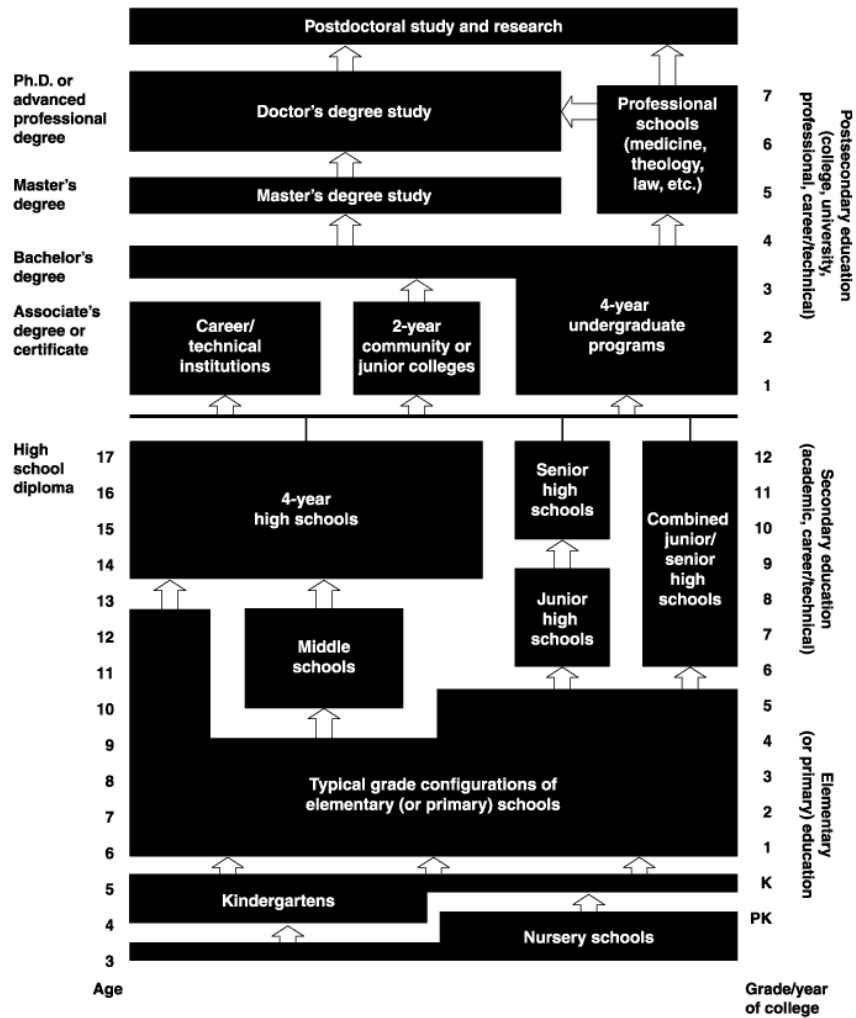 Postdoctoral study and research
Ph.D. or
advanced
professional
degree
Doctor's degree study
Professional
schools
(medicine,
theology,
law, etc.)
7
6
Master's
degree
Master's degree study
5
4
Bachelor's
degree
3
Associate's
degree or
certificate
Career/
technical
institutions
2-year
community or
junior colleges
4-year
undergraduate
programs
2
1
Postsecondary education
(college, university,
professional, career/technical)
High
school
diploma
17
16
15
14
13
12
11
10
9
8
7
6
5
4
3
Age
4-year
high schools
Senior
high
schools
Combined
junior/
senior
high
schools
Junior
high
schools
Middle
schools
Typical grade configurations of
elementary (or primary) schools
Kindergartens
Nursery schools
12
11
10
9
8
7
6
5
4
3
2
1
K
PK
Grade/year
of college
Secondary education
(academic, career/technical)
Elementary
(or primary) education